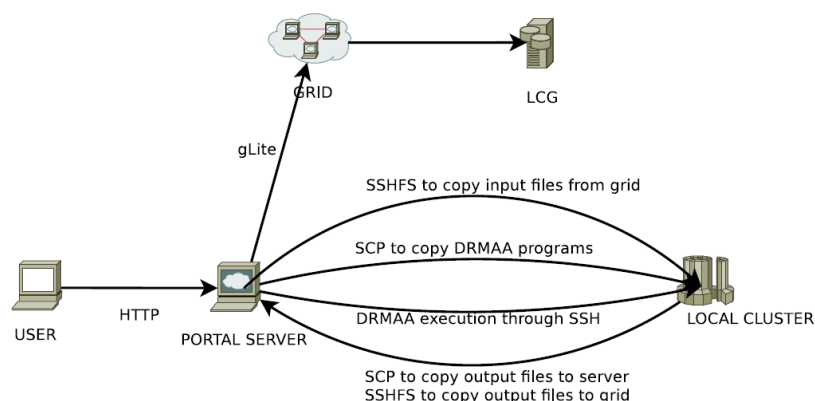 GRID
LCG
gLite
SSHFS to copy input files from grid
SCP to copy DRMAA programs
HTTP
DRMAA execution through SSH
USER
PORTAL SERVER
LOCAL CLUSTER
SCP to copy output files to server
SSHFS to copy output files to grid